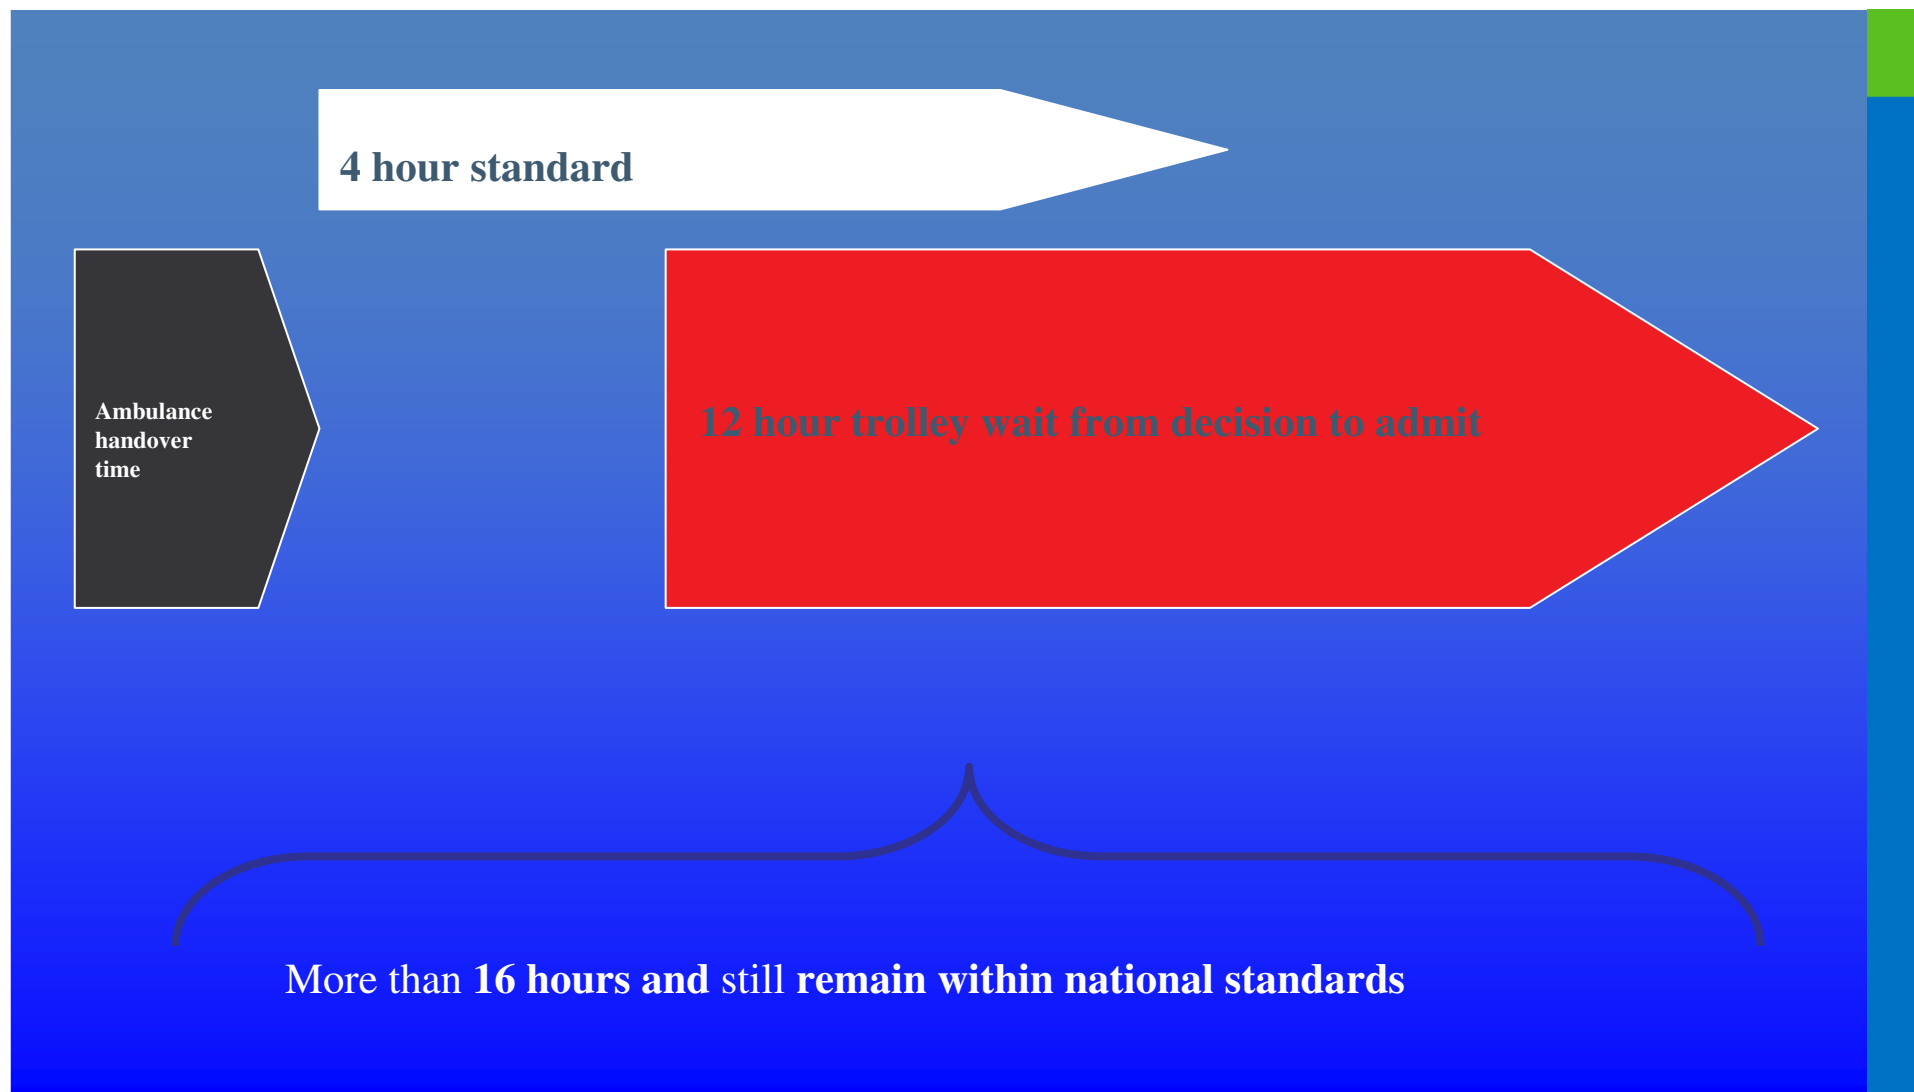 4 hour standard
Ambulance
handover
time
12 hour trolley wait from decision to admit
More than 16 hours and still remain within national standards